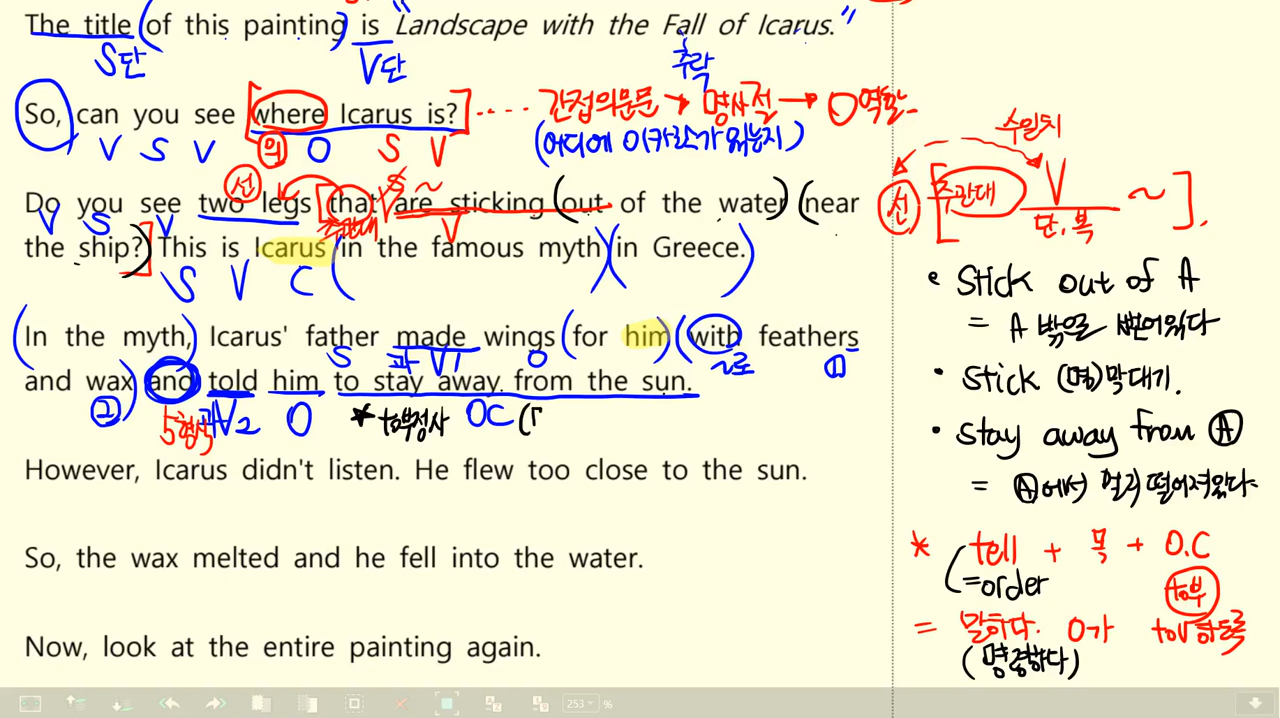 The title (of this painting) is "Landscape with the Fall of Icarus."
S단 V단 추락
So, can you see [where Icarus is?] ···· 간접의문문 → 명사절 → O역할
V S V 의 O S V (어디에 이카루스가 있는지)
수일치
선 [주관대 V ~ ].
단, 복
선 S ~
Do you see two legs [that are sticking (out of the water) (near
V S V 주관대 V
the ship?)] This is Icarus (in the famous myth) (in Greece.)
S V C
(In the myth,) Icarus' father made wings (for him) (with feathers
S 과 V1 O ~로 ①
and wax) and told him to stay away from the sun.
② 5형식 과 V2 O * to부정사 OC (
However, Icarus didn't listen. He flew too close to the sun.
So, the wax melted and he fell into the water.
Now, look at the entire painting again.
• Stick out of A
= A 밖으로 뻗어있다
• Stick (명) 막대기.
• Stay away from Ⓐ
= Ⓐ에서 멀리 떨어져있다.
* tell + 목 + O.C
(=order to부
= 말하다. O가 toV하도록
(명령하다)
253 %